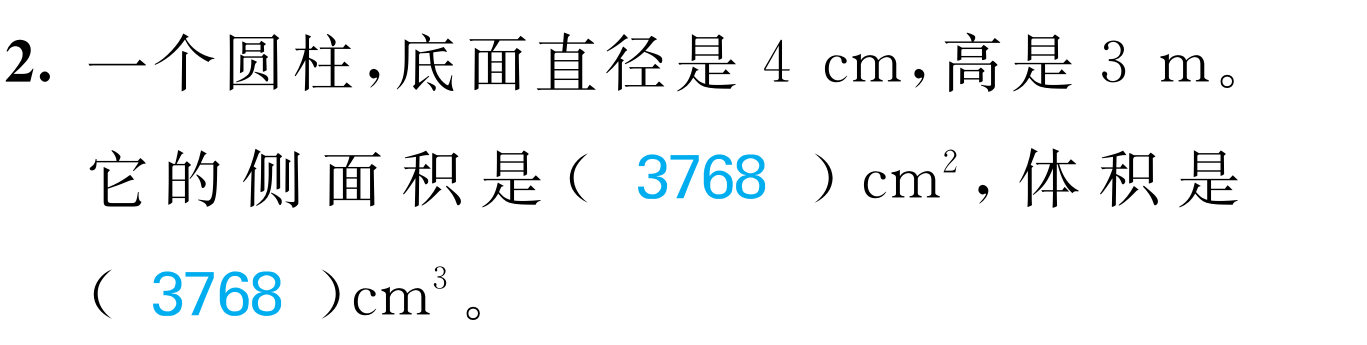 2. 一个圆柱,底面直径是 4 cm,高是 3 m。
它的侧面积是( 3768 )cm²,体积是
( 3768 )cm³。